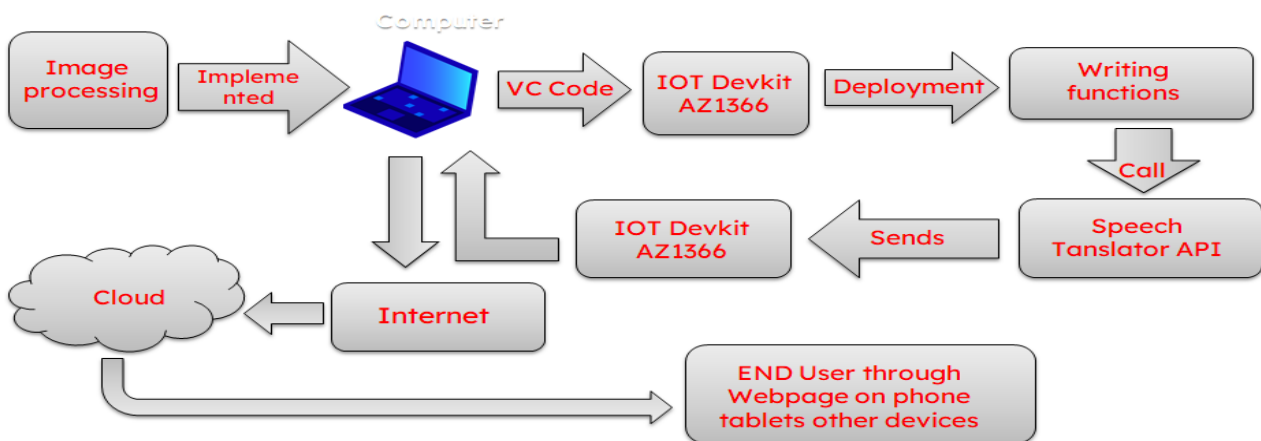 Computer
Image
processing
Impleme
nted
VC Code
IOT Devkit
AZ1366
Deployment
Writing
functions
Call
Speech
Tanslator API
Sends
IOT Devkit
AZ1366
Internet
Cloud
END User through
Webpage on phone
tablets other devices